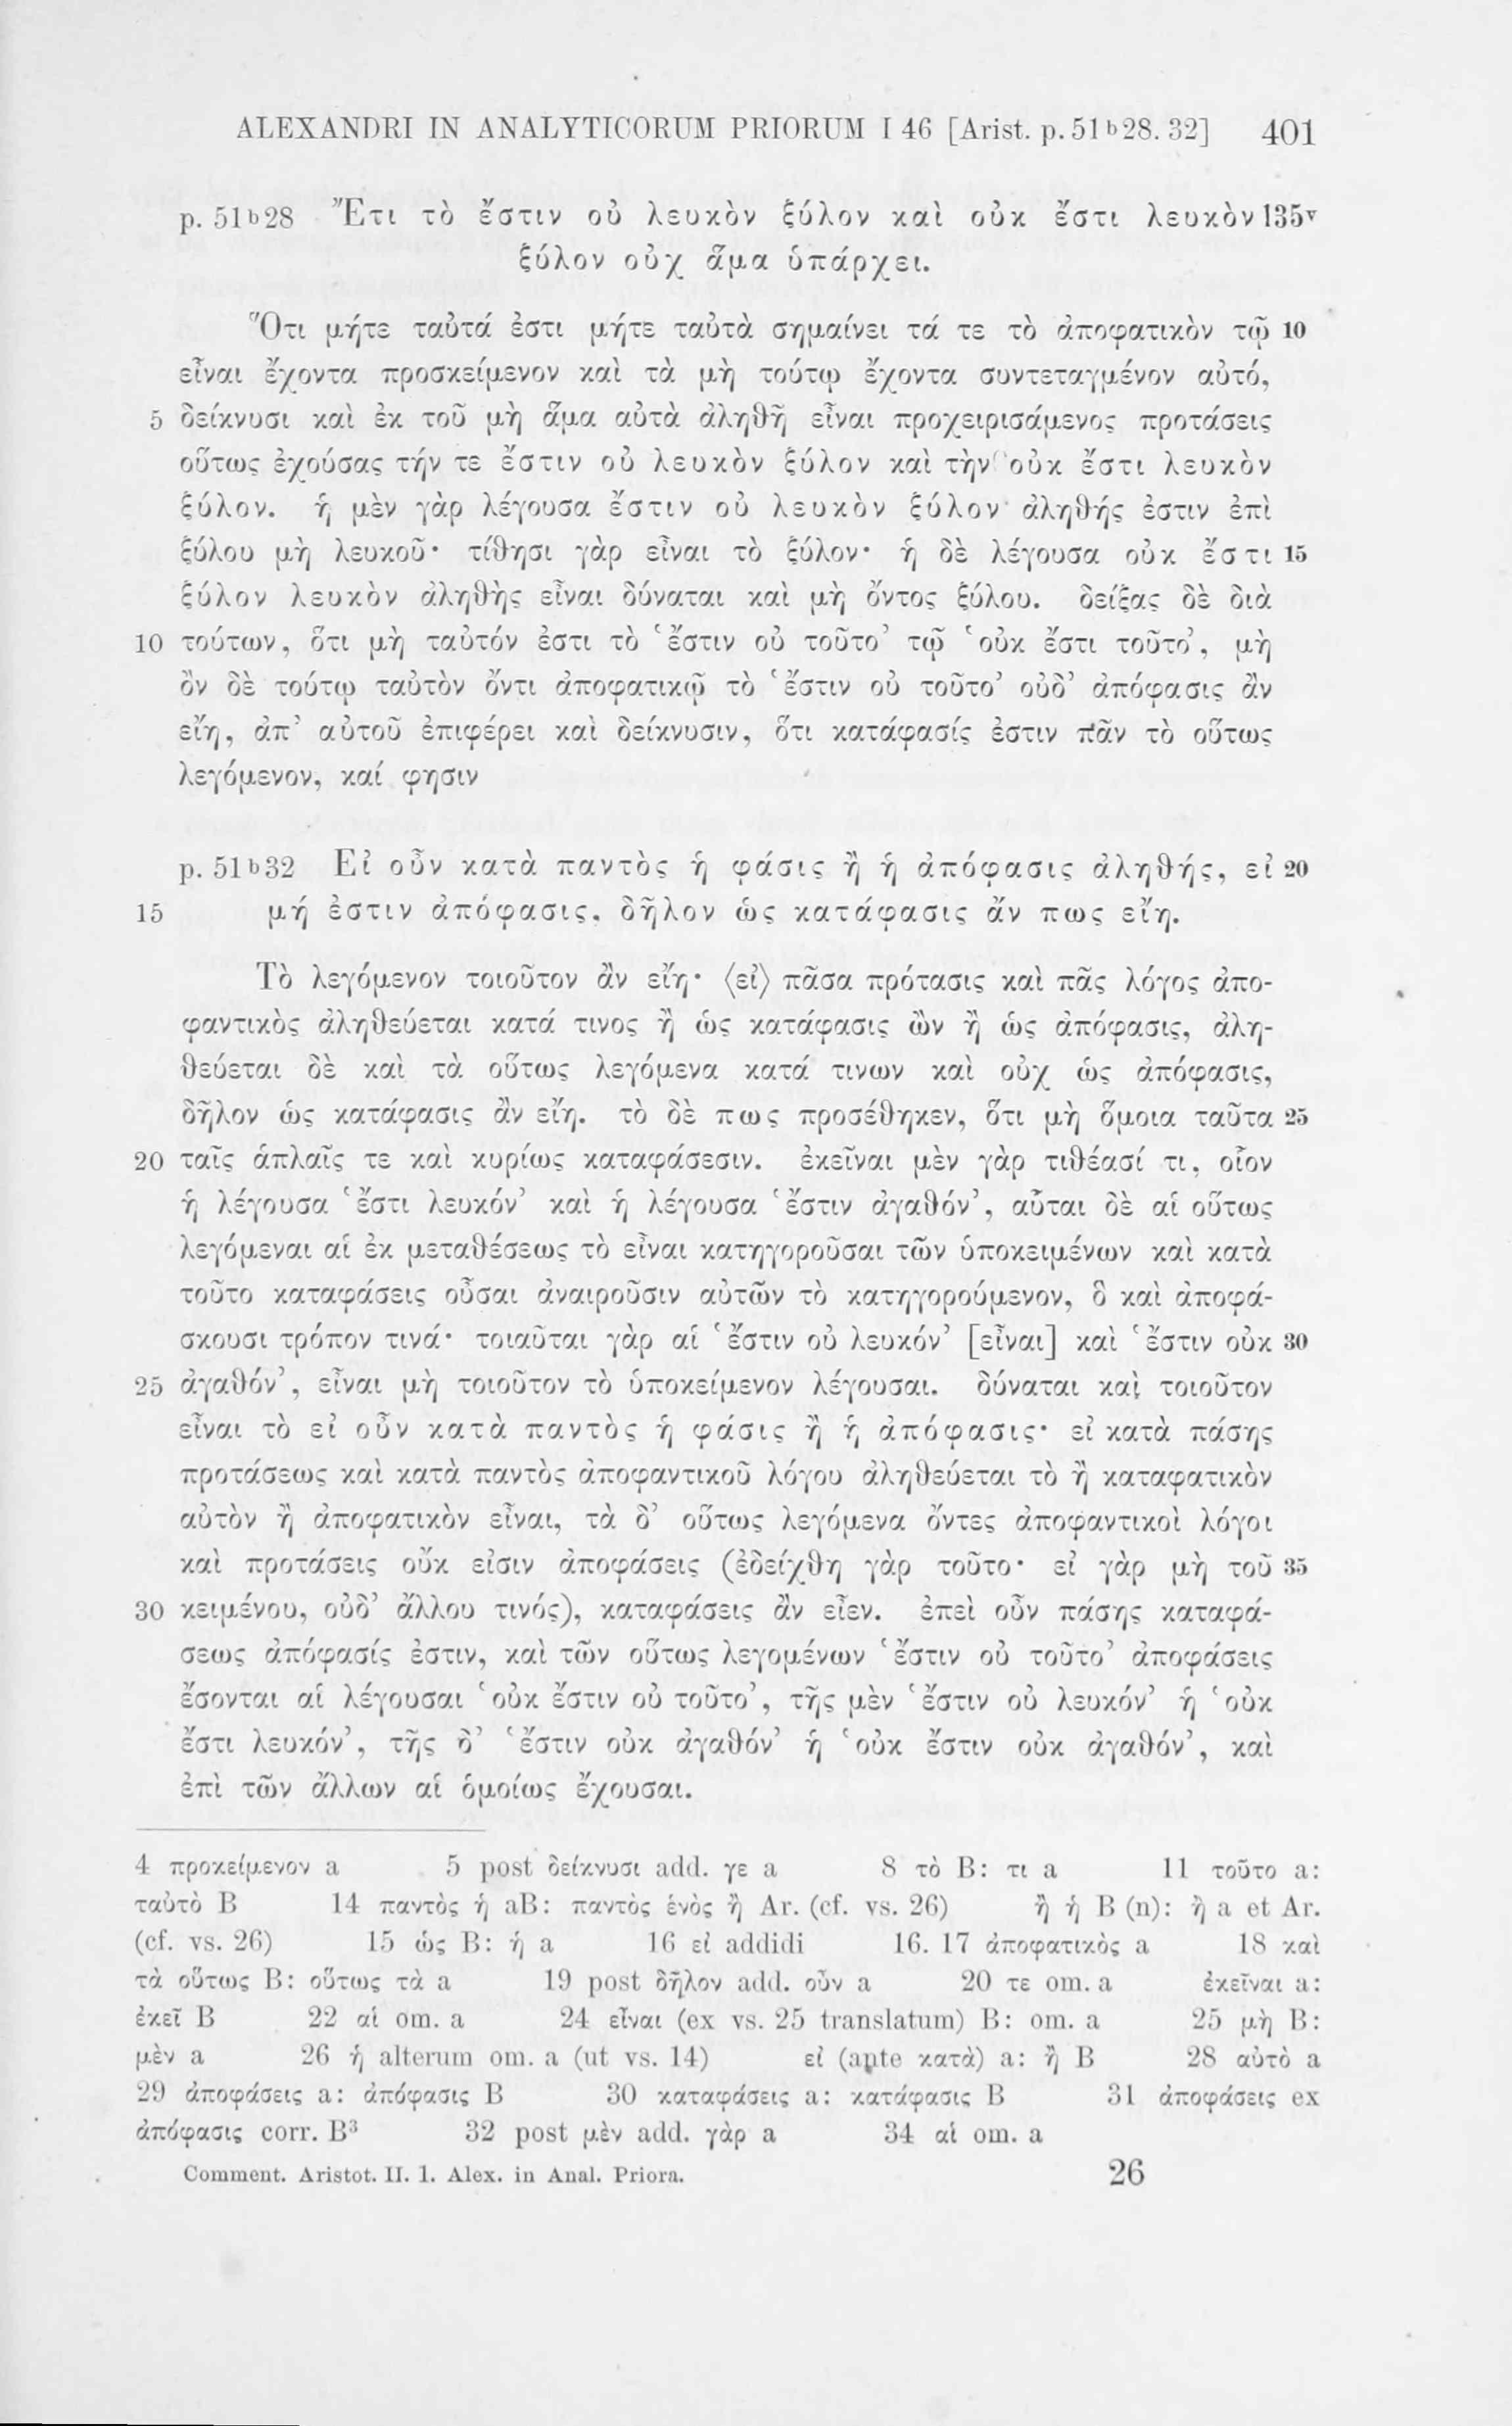 ALEXANDRI IN ANALYTICORUM PRIORUM I 46 [Arist. p. 51ᵇ28. 32] 401
p. 51ᵇ28 Ἔτι τὸ ἔστιν οὐ λευκὸν ξύλον καὶ οὐκ ἔστι λευκὸν 135ᵛ
ξύλον οὐχ ἅμα ὑπάρχει.
Ὅτι μήτε ταὐτά ἐστι μήτε ταὐτὰ σημαίνει τά τε τὸ ἀποφατικὸν τῷ 10
εἶναι ἔχοντα προσκείμενον καὶ τὰ μὴ τούτῳ ἔχοντα συντεταγμένον αὐτό,
5 δείκνυσι καὶ ἐκ τοῦ μὴ ἅμα αὐτὰ ἀληθῆ εἶναι προχειρισάμενος προτάσεις
οὕτως ἐχούσας τήν τε ἔστιν οὐ λευκὸν ξύλον καὶ τὴν οὐκ ἔστι λευκὸν
ξύλον. ἡ μὲν γὰρ λέγουσα ἔστιν οὐ λευκὸν ξύλον ἀληθής ἐστιν ἐπὶ
ξύλου μὴ λευκοῦ· τίθησι γὰρ εἶναι τὸ ξύλον· ἡ δὲ λέγουσα οὐκ ἔστι 15
ξύλον λευκὸν ἀληθὴς εἶναι δύναται καὶ μὴ ὄντος ξύλου. δείξας δὲ διὰ
10 τούτων, ὅτι μὴ ταὐτόν ἐστι τὸ ‘ἔστιν οὐ τοῦτο’ τῷ ‘οὐκ ἔστι τοῦτο’, μὴ
ὂν δὲ τούτῳ ταὐτὸν ὄντι ἀποφατικῷ τὸ ‘ἔστιν οὐ τοῦτο’ οὐδ’ ἀπόφασις ἂν
εἴη, ἀπ’ αὐτοῦ ἐπιφέρει καὶ δείκνυσιν, ὅτι κατάφασίς ἐστιν πᾶν τὸ οὕτως
λεγόμενον, καί φησιν
p. 51ᵇ32 Εἰ οὖν κατὰ παντὸς ἡ φάσις ἢ ἡ ἀπόφασις ἀληθής, εἰ 20
15 μή ἐστιν ἀπόφασις, δῆλον ὡς κατάφασις ἄν πως εἴη.
Τὸ λεγόμενον τοιοῦτον ἂν εἴη· ⟨εἰ⟩ πᾶσα πρότασις καὶ πᾶς λόγος ἀπο-
φαντικὸς ἀληθεύεται κατά τινος ἢ ὡς κατάφασις ὢν ἢ ὡς ἀπόφασις, ἀλη-
θεύεται δὲ καὶ τὰ οὕτως λεγόμενα κατά τινων καὶ οὐχ ὡς ἀπόφασις,
δῆλον ὡς κατάφασις ἂν εἴη. τὸ δὲ πως προσέθηκεν, ὅτι μὴ ὅμοια ταῦτα 25
20 ταῖς ἁπλαῖς τε καὶ κυρίως καταφάσεσιν. ἐκεῖναι μὲν γὰρ τιθέασί τι, οἷον
ἡ λέγουσα ‘ἔστι λευκόν’ καὶ ἡ λέγουσα ‘ἔστιν ἀγαθόν’, αὗται δὲ αἱ οὕτως
λεγόμεναι αἱ ἐκ μεταθέσεως τὸ εἶναι κατηγοροῦσαι τῶν ὑποκειμένων καὶ κατὰ
τοῦτο καταφάσεις οὖσαι ἀναιροῦσιν αὐτῶν τὸ κατηγορούμενον, ὃ καὶ ἀποφά-
σκουσι τρόπον τινά· τοιαῦται γὰρ αἱ ‘ἔστιν οὐ λευκόν’ [εἶναι] καὶ ‘ἔστιν οὐκ 30
25 ἀγαθόν’, εἶναι μὴ τοιοῦτον τὸ ὑποκείμενον λέγουσαι. δύναται καὶ τοιοῦτον
εἶναι τὸ εἰ οὖν κατὰ παντὸς ἡ φάσις ἢ ἡ ἀπόφασις· εἰ κατὰ πάσης
προτάσεως καὶ κατὰ παντὸς ἀποφαντικοῦ λόγου ἀληθεύεται τὸ ἢ καταφατικὸν
αὐτὸν ἢ ἀποφατικὸν εἶναι, τὰ δ’ οὕτως λεγόμενα ὄντες ἀποφαντικοὶ λόγοι
καὶ προτάσεις οὔκ εἰσιν ἀποφάσεις (ἐδείχθη γὰρ τοῦτο· εἰ γὰρ μὴ τοῦ 35
30 κειμένου, οὐδ’ ἄλλου τινός), καταφάσεις ἂν εἶεν. ἐπεὶ οὖν πάσης καταφά-
σεως ἀπόφασίς ἐστιν, καὶ τῶν οὕτως λεγομένων ‘ἔστιν οὐ τοῦτο’ ἀποφάσεις
ἔσονται αἱ λέγουσαι ‘οὐκ ἔστιν οὐ τοῦτο’, τῆς μὲν ‘ἔστιν οὐ λευκόν’ ἡ ‘οὐκ
ἔστι λευκόν’, τῆς δ’ ‘ἔστιν οὐκ ἀγαθόν’ ἡ ‘οὐκ ἔστιν οὐκ ἀγαθόν’, καὶ
ἐπὶ τῶν ἄλλων αἱ ὁμοίως ἔχουσαι.
4 προκείμενον a 5 post δείκνυσι add. γε a 8 τὸ B: τι a 11 τοῦτο a:
ταὐτὸ B 14 παντὸς ἡ aB: παντὸς ἑνὸς ἢ Ar. (cf. vs. 26) ἢ ἡ B (n): ἢ a et Ar.
(cf. vs. 26) 15 ὡς B: ἡ a 16 εἰ addidi 16. 17 ἀποφατικὸς a 18 καὶ
τὰ οὕτως B: οὕτως τὰ a 19 post δῆλον add. οὖν a 20 τε om. a ἐκεῖναι a:
ἐκεῖ B 22 αἱ om. a 24 εἶναι (ex vs. 25 translatum) B: om. a 25 μὴ B:
μὲν a 26 ἡ alterum om. a (ut vs. 14) εἰ (ante κατὰ) a: ἢ B 28 αὐτὸ a
29 ἀποφάσεις a: ἀπόφασις B 30 καταφάσεις a: κατάφασις B 31 ἀποφάσεις ex
ἀπόφασις corr. B³ 32 post μὲν add. γὰρ a 34 αἱ om. a
Comment. Aristot. II. 1. Alex. in Anal. Priora. 26